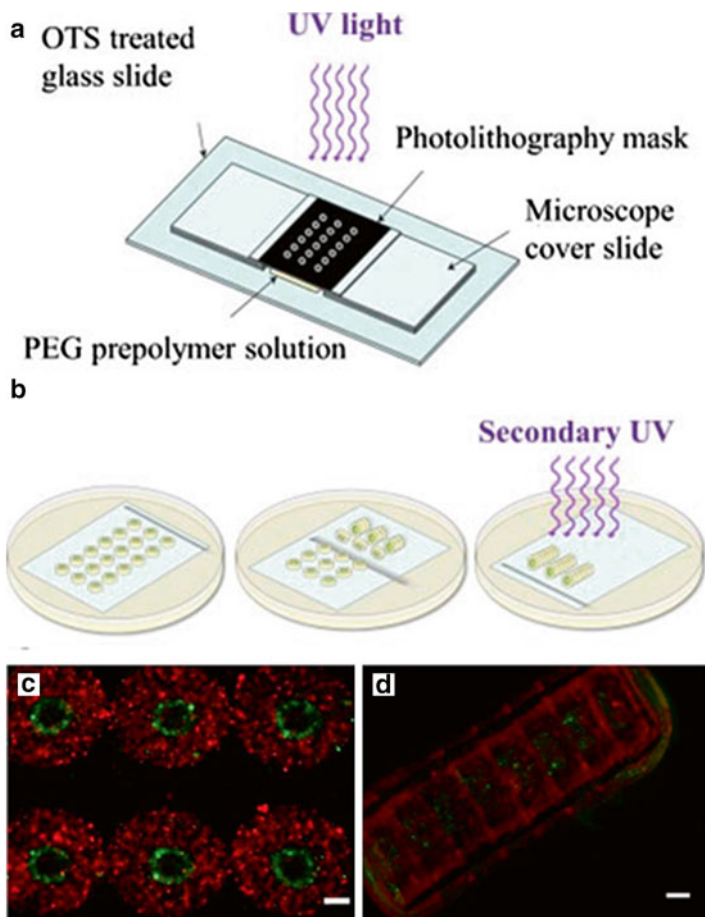 a
OTS treated
glass slide
UV light
Photolithography mask
Microscope
cover slide
PEG prepolymer solution
b
Secondary UV
c
d